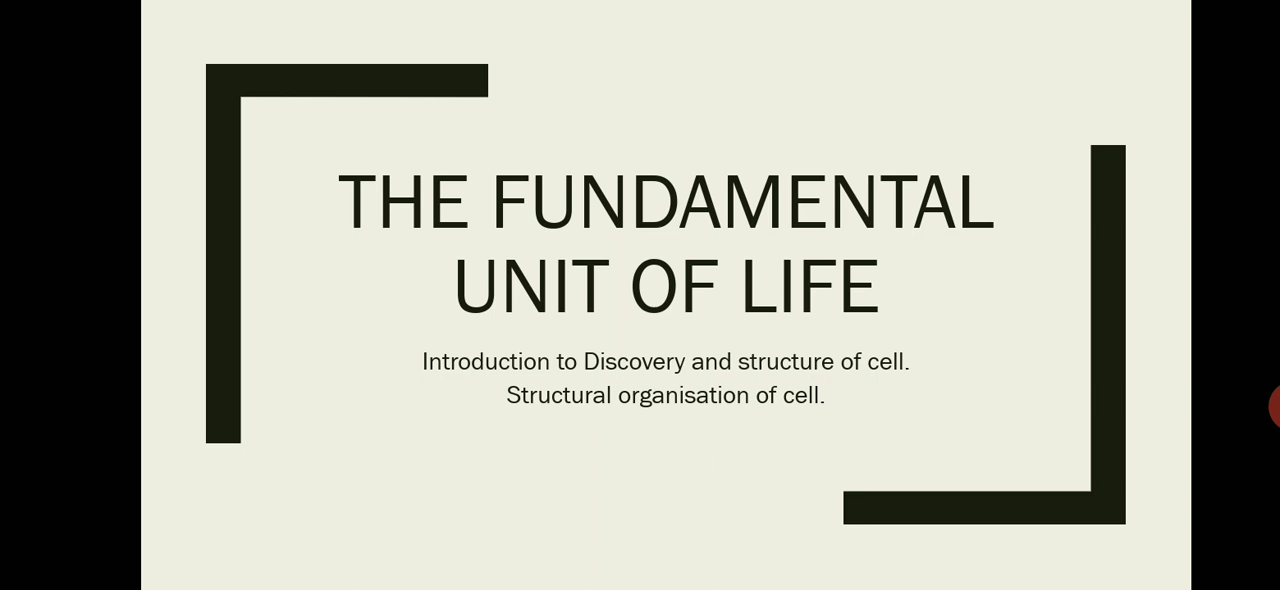 THE FUNDAMENTAL
UNIT OF LIFE
Introduction to Discovery and structure of cell.
Structural organisation of cell.